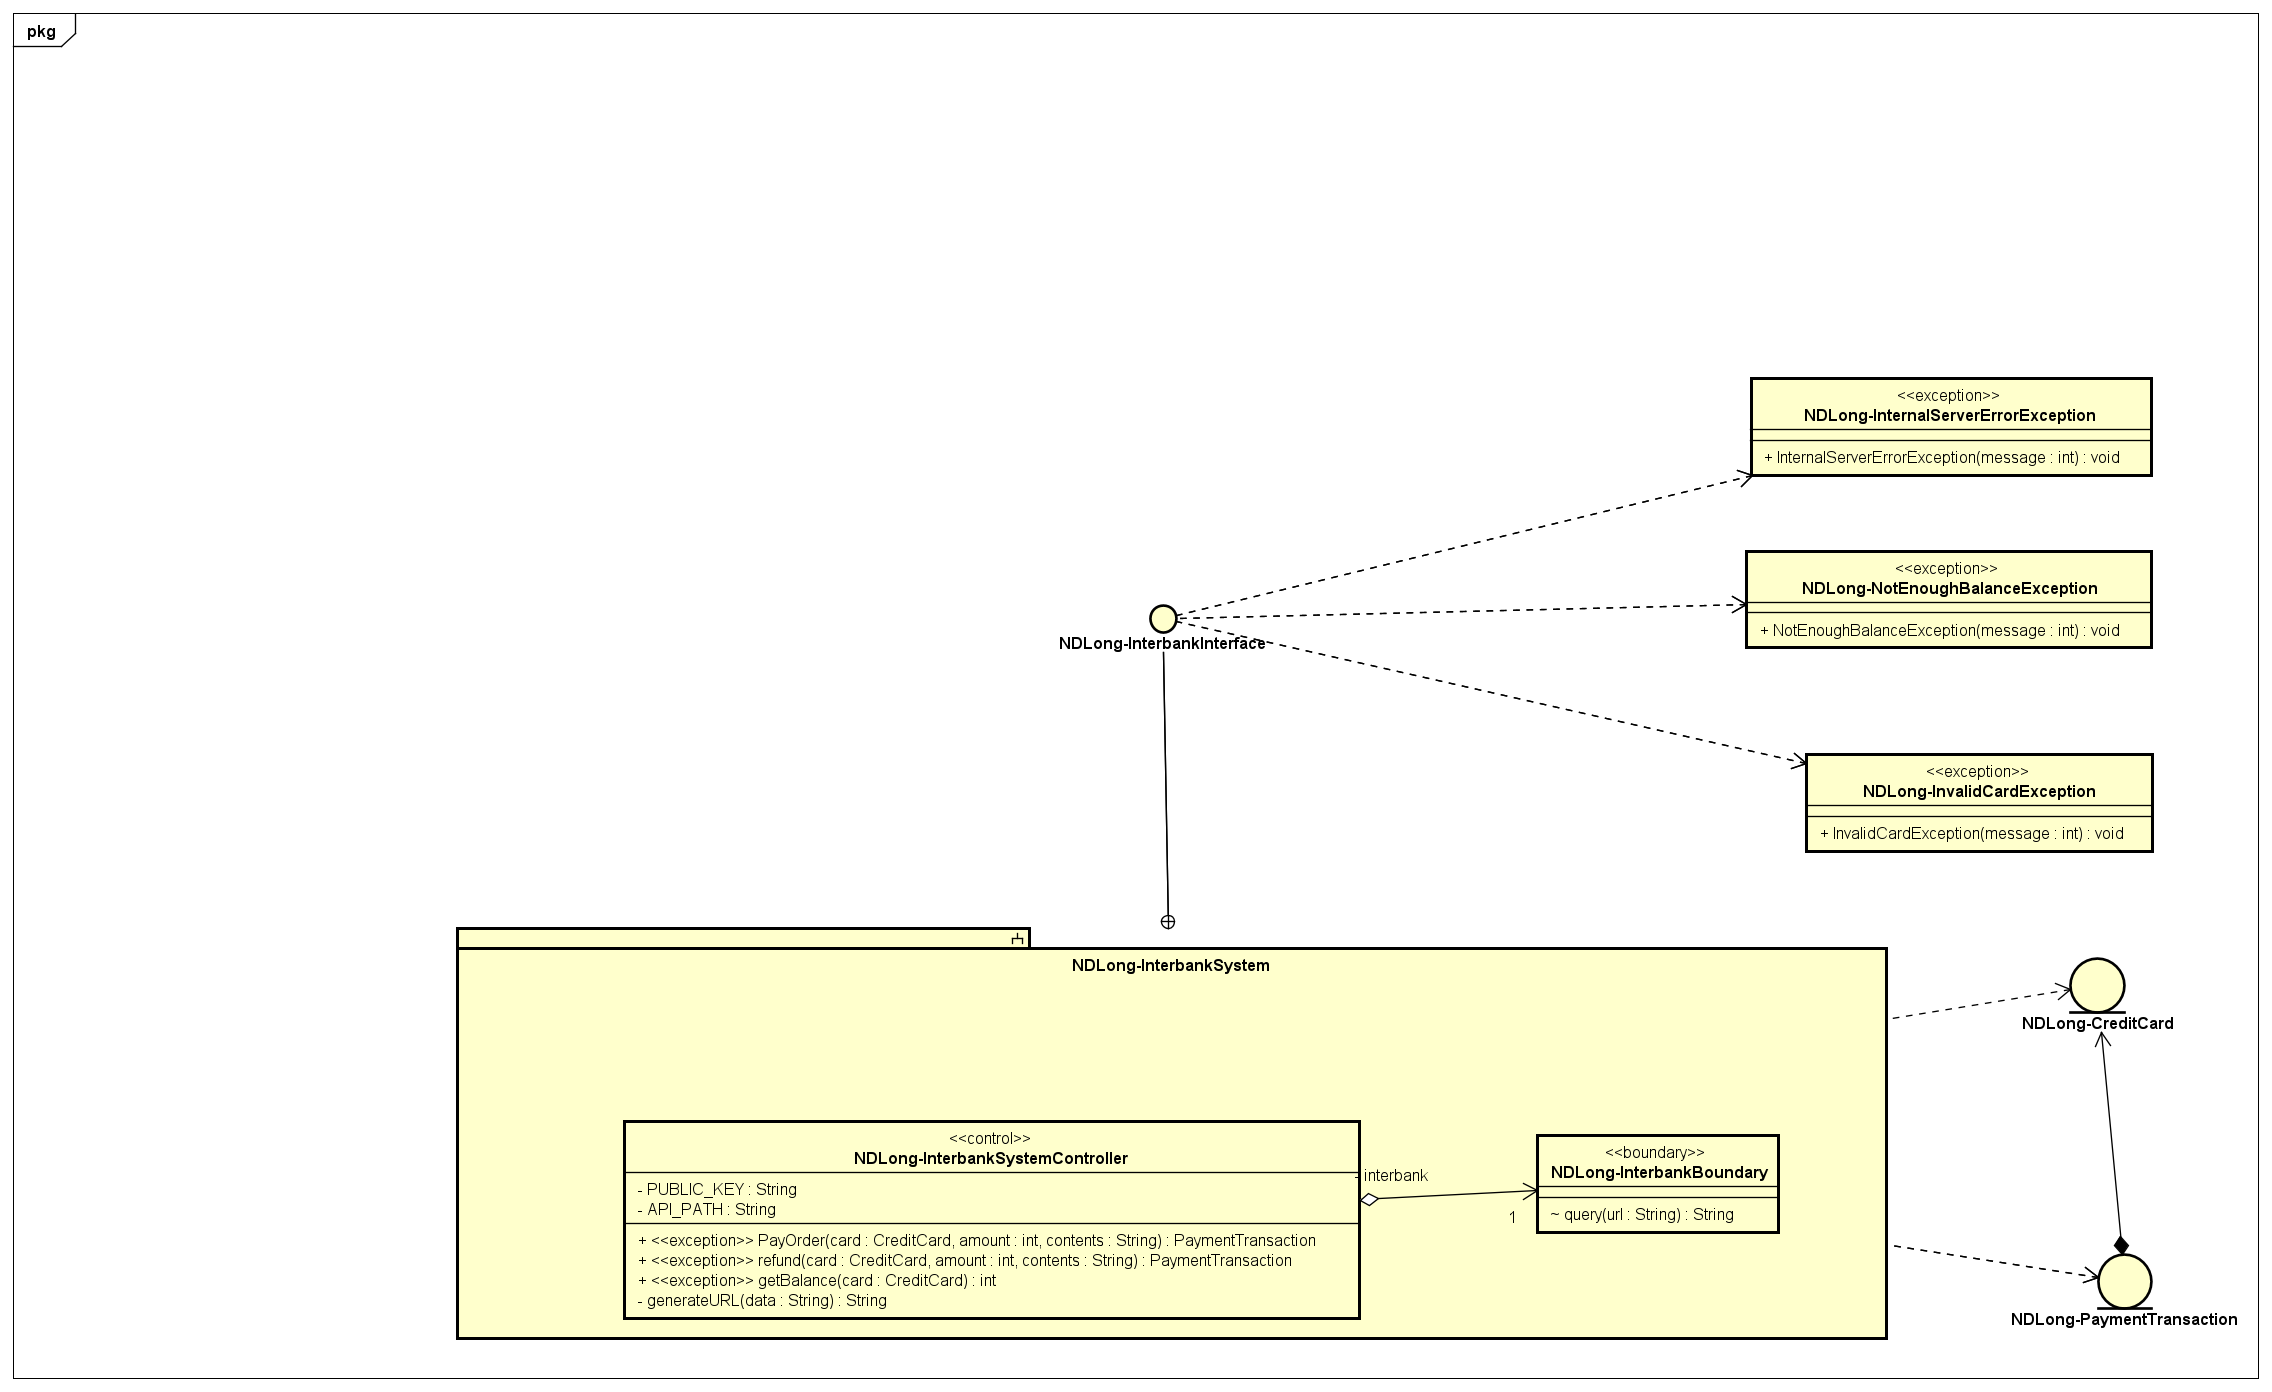 pkg
<<exception>>
NDLong-InternalServerErrorException
+ InternalServerErrorException(message : int) : void
<<exception>>
NDLong-NotEnoughBalanceException
+ NotEnoughBalanceException(message : int) : void
NDLong-InterbankInterface
<<exception>>
NDLong-InvalidCardException
+ InvalidCardException(message : int) : void
NDLong-InterbankSystem
NDLong-CreditCard
<<control>>
NDLong-InterbankSystemController
- PUBLIC_KEY : String
- API_PATH : String
+ <<exception>> PayOrder(card : CreditCard, amount : int, contents : String) : PaymentTransaction
+ <<exception>> refund(card : CreditCard, amount : int, contents : String) : PaymentTransaction
+ <<exception>> getBalance(card : CreditCard) : int
- generateURL(data : String) : String
- interbank
1
<<boundary>>
NDLong-InterbankBoundary
~ query(url : String) : String
NDLong-PaymentTransaction